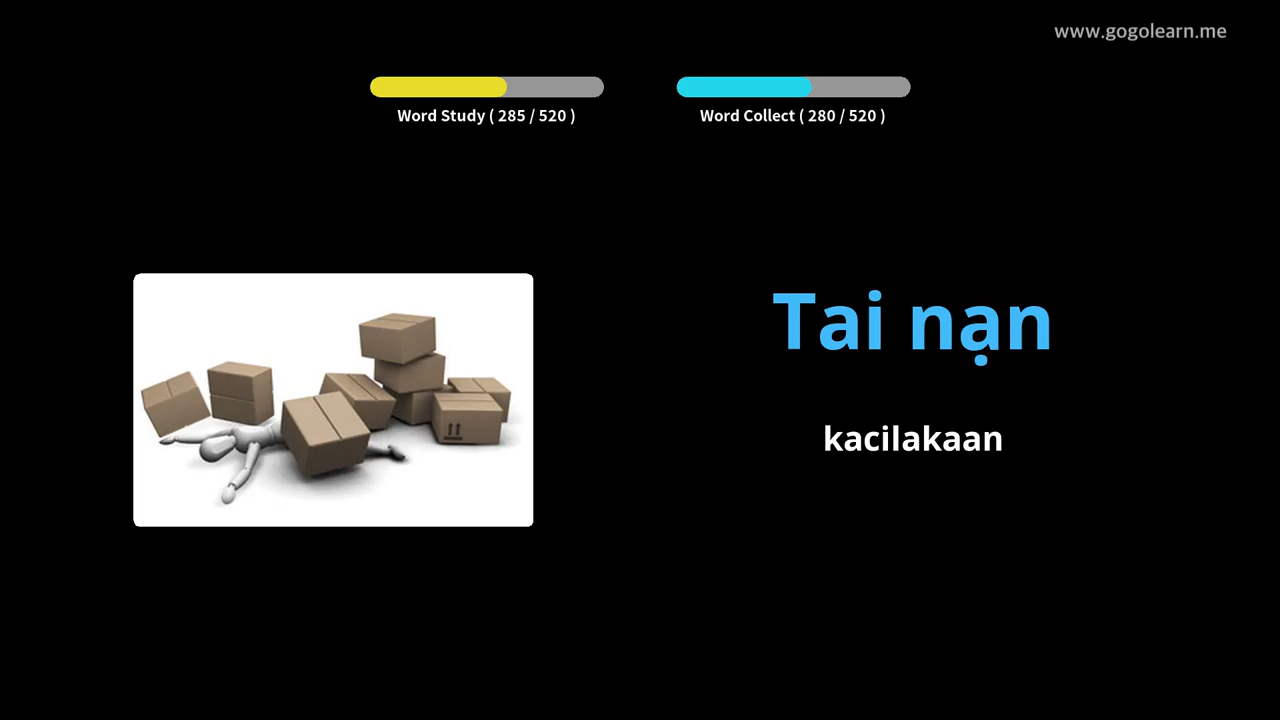 www.gogolearn.me
Word Study ( 285 / 520 )
Word Collect ( 280 / 520 )
Tai nạn
kacilakaan